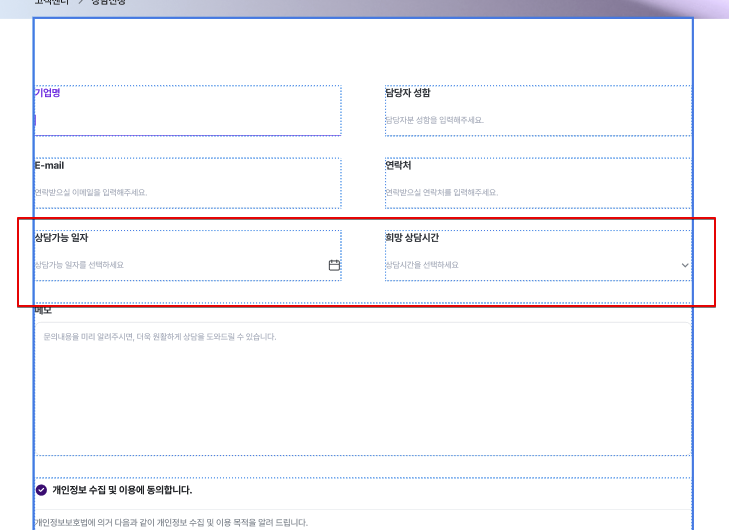 고객센터 > 상담신청
기업명
담당자 성함
담당자분 성함을 입력해주세요.
E-mail
연락처
연락받으실 이메일을 입력해주세요.
연락받으실 연락처를 입력해주세요.
상담가능 일자
희망 상담시간
상담가능 일자를 선택하세요
상담시간을 선택하세요
메모
문의내용을 미리 알려주시면, 더욱 원활하게 상담을 도와드릴 수 있습니다.
개인정보 수집 및 이용에 동의합니다.
개인정보보호법에 의거 다음과 같이 개인정보 수집 및 이용 목적을 알려 드립니다.